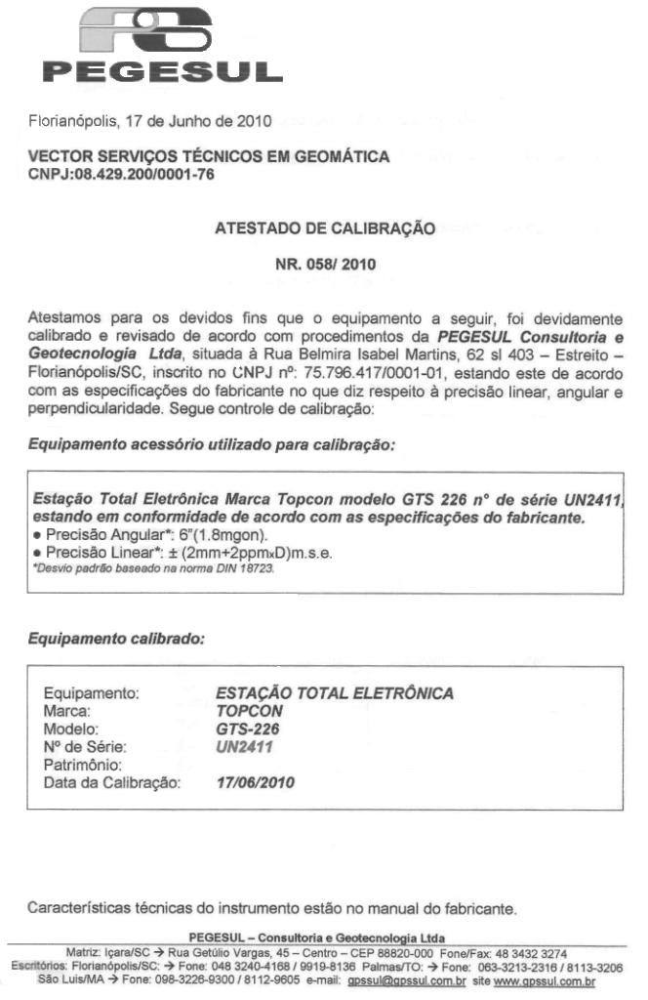 PEGESUL
Florianópolis, 17 de Junho de 2010
VECTOR SERVIÇOS TÉCNICOS EM GEOMÁTICA
CNPJ:08.429.200/0001-76
ATESTADO DE CALIBRAÇÃO
NR. 058/ 2010
Atestamos para os devidos fins que o equipamento a seguir, foi devidamente
calibrado e revisado de acordo com procedimentos da PEGESUL Consultoria e
Geotecnologia Ltda, situada à Rua Belmira Isabel Martins, 62 sl 403 – Estreito –
Florianópolis/SC, inscrito no CNPJ nº: 75.796.417/0001-01, estando este de acordo
com as especificações do fabricante no que diz respeito à precisão linear, angular e
perpendicularidade. Segue controle de calibração:
Equipamento acessório utilizado para calibração:
Estação Total Eletrônica Marca Topcon modelo GTS 226 nº de série UN2411,
estando em conformidade de acordo com as especificações do fabricante.
● Precisão Angular*: 6"(1.8mgon).
● Precisão Linear*: ± (2mm+2ppmxD)m.s.e.
*Desvio padrão baseado na norma DIN 18723.
Equipamento calibrado:
Equipamento: ESTAÇÃO TOTAL ELETRÔNICA
Marca: TOPCON
Modelo: GTS-226
Nº de Série: UN2411
Patrimônio:
Data da Calibração: 17/06/2010
Características técnicas do instrumento estão no manual do fabricante.
PEGESUL – Consultoria e Geotecnologia Ltda
Matriz: Içara/SC → Rua Getúlio Vargas, 45 – Centro – CEP 88820-000 Fone/Fax: 48 3432 3274
Escritórios: Florianópolis/SC: → Fone: 048 3240-4168 / 9919-8136 Palmas/TO: → Fone: 063-3213-2316 / 8113-3206
São Luis/MA → Fone: 098-3226-9300 / 8112-9605 e-mail: gpssul@gpssul.com.br site www.gpssul.com.br